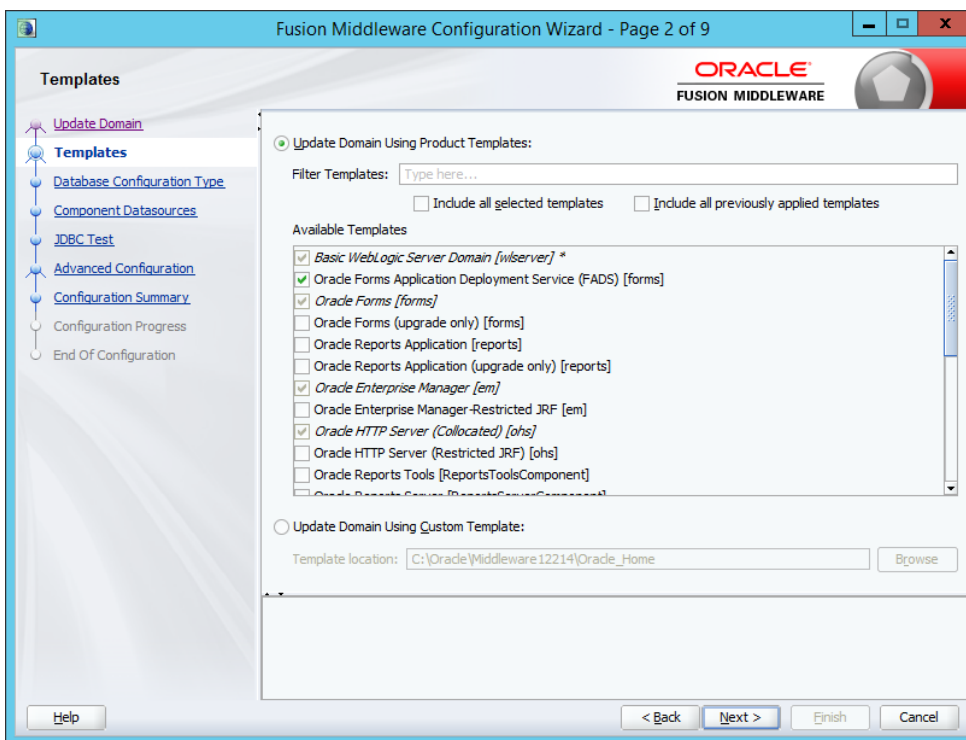 Fusion Middleware Configuration Wizard - Page 2 of 9
Templates
ORACLE
FUSION MIDDLEWARE
Update Domain
Templates
Database Configuration Type
Component Datasources
JDBC Test
Advanced Configuration
Configuration Summary
Configuration Progress
End Of Configuration
Update Domain Using Product Templates:
Filter Templates: Type here...
Include all selected templates Include all previously applied templates
Available Templates
Basic WebLogic Server Domain [wlserver] *
Oracle Forms Application Deployment Service (FADS) [forms]
Oracle Forms [forms]
Oracle Forms (upgrade only) [forms]
Oracle Reports Application [reports]
Oracle Reports Application (upgrade only) [reports]
Oracle Enterprise Manager [em]
Oracle Enterprise Manager-Restricted JRF [em]
Oracle HTTP Server (Collocated) [ohs]
Oracle HTTP Server (Restricted JRF) [ohs]
Oracle Reports Tools [ReportsToolsComponent]
Oracle Reports Server [ReportsServerComponent]
Update Domain Using Custom Template:
Template location: C:\Oracle\Middleware12214\Oracle_Home Browse
Help < Back Next > Finish Cancel